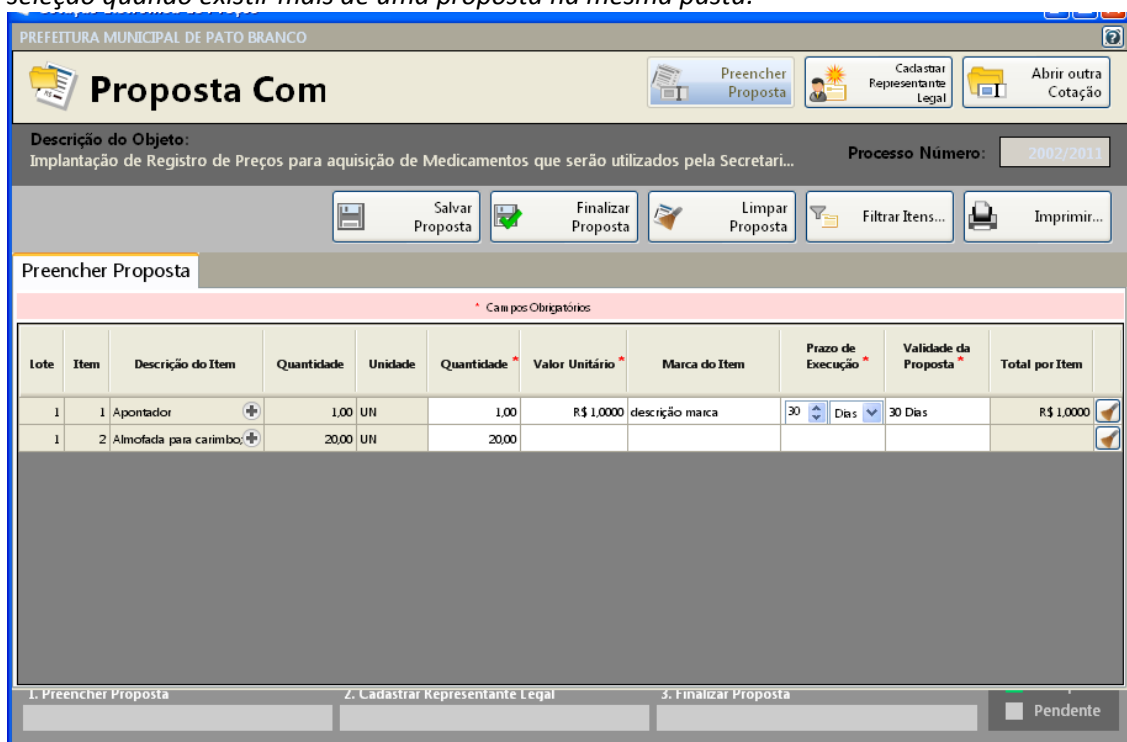 seleção quando existir mais de uma proposta na mesma pasta.
PREFEITURA MUNICIPAL DE PATO BRANCO
Proposta Com
Preencher
Proposta
Cadastrar
Representante
Legal
Abrir outra
Cotação
Descrição do Objeto:
Implantação de Registro de Preços para aquisição de Medicamentos que serão utilizados pela Secretari...
Processo Número:
2002/2011
Salvar
Proposta
Finalizar
Proposta
Limpar
Proposta
Filtrar Itens...
Imprimir...
Preencher Proposta
* Campos Obrigatórios
Lote Item Descrição do Item Quantidade Unidade Quantidade * Valor Unitário * Marca do Item Prazo de Execução * Validade da Proposta * Total por Item
1 1 Apontador 1,00 UN 1,00 R$ 1,0000 descrição marca 30 Dias 30 Dias R$ 1,0000
1 2 Almofada para carimbo; 20,00 UN 20,00
1. Preencher Proposta 2. Cadastrar Representante Legal 3. Finalizar Proposta
Pendente